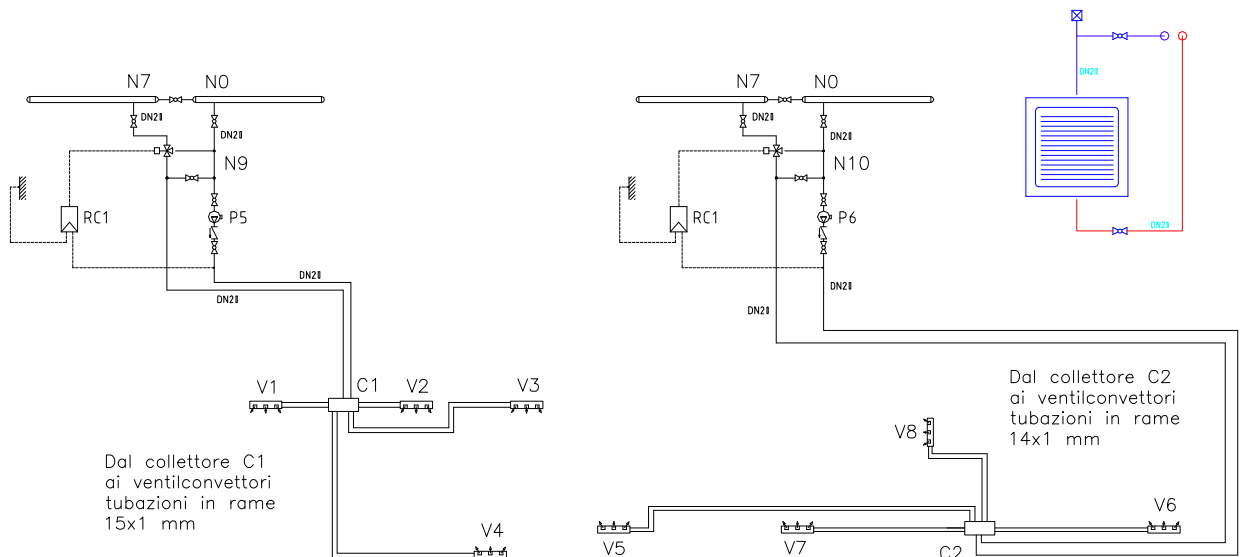 N7
N0
DN20
DN20
N9
RC1
P5
DN20
DN20
V1
C1
V2
V3
Dal collettore C1
ai ventilconvettori
tubazioni in rame
15x1 mm
V4
N7
N0
DN20
DN20
N10
RC1
P6
DN20
DN20
DN20
DN20
Dal collettore C2
ai ventilconvettori
tubazioni in rame
14x1 mm
V8
V5
V7
V6
C2